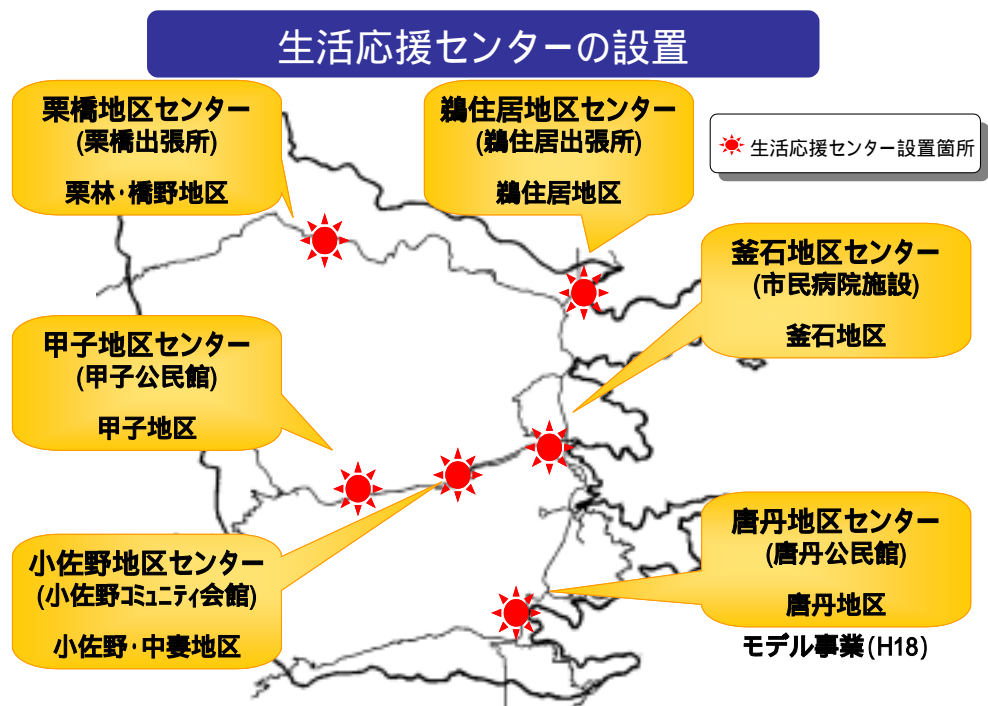 生活応援センターの設置
栗橋地区センター
(栗橋出張所)
栗林・橋野地区
鵜住居地区センター
(鵜住居出張所)
鵜住居地区
生活応援センター設置箇所
釜石地区センター
(市民病院施設)
釜石地区
甲子地区センター
(甲子公民館)
甲子地区
小佐野地区センター
(小佐野ｺﾐｭﾆﾃｨ会館)
小佐野・中妻地区
唐丹地区センター
(唐丹公民館)
唐丹地区
モデル事業(H18)